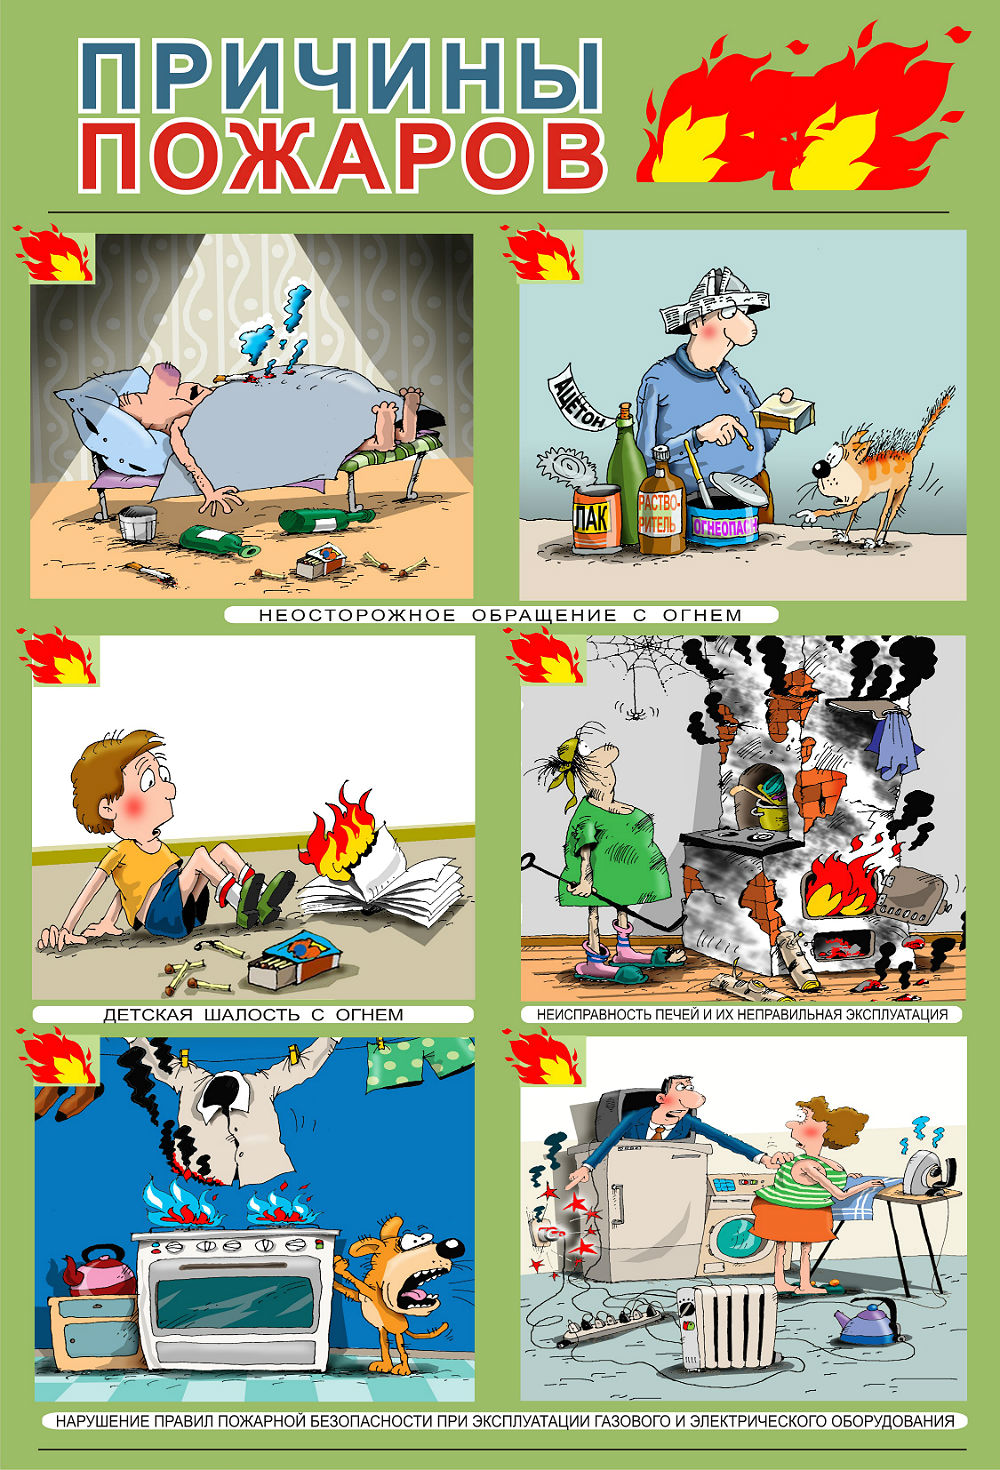 ПРИЧИНЫ
ПОЖАРОВ
АЦЕТОН
ЛАК
РАСТВО-
РИТЕЛЬ
ОГНЕОПАСН
НЕОСТОРОЖНОЕ ОБРАЩЕНИЕ С ОГНЕМ
ДЕТСКАЯ ШАЛОСТЬ С ОГНЕМ
НЕИСПРАВНОСТЬ ПЕЧЕЙ И ИХ НЕПРАВИЛЬНАЯ ЭКСПЛУАТАЦИЯ
НАРУШЕНИЕ ПРАВИЛ ПОЖАРНОЙ БЕЗОПАСНОСТИ ПРИ ЭКСПЛУАТАЦИИ ГАЗОВОГО И ЭЛЕКТРИЧЕСКОГО ОБОРУДОВАНИЯ